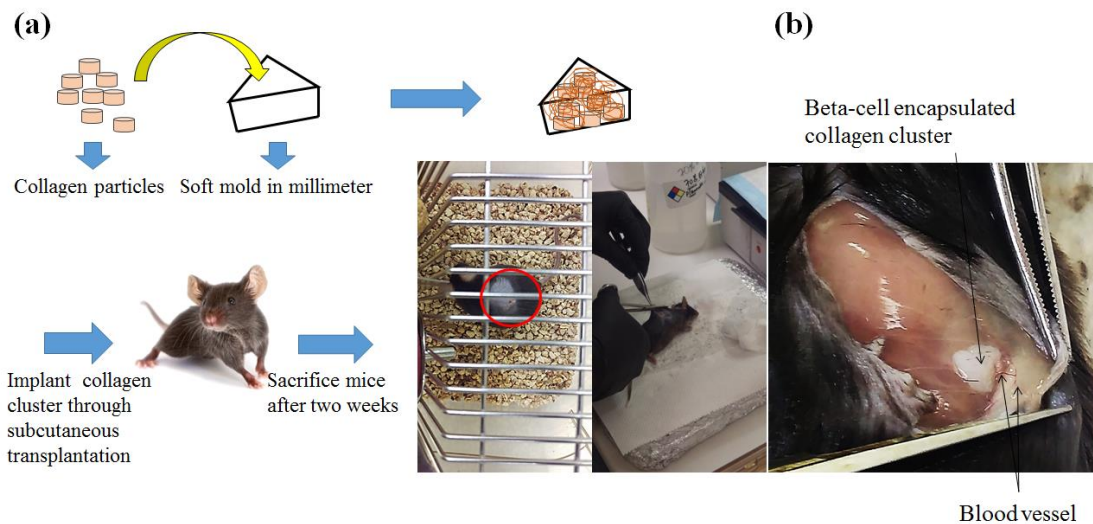 (a)
(b)
Beta-cell encapsulated
collagen cluster
Collagen particles
Soft mold in millimeter
Implant collagen
cluster through
subcutaneous
transplantation
Sacrifice mice
after two weeks
Blood vessel